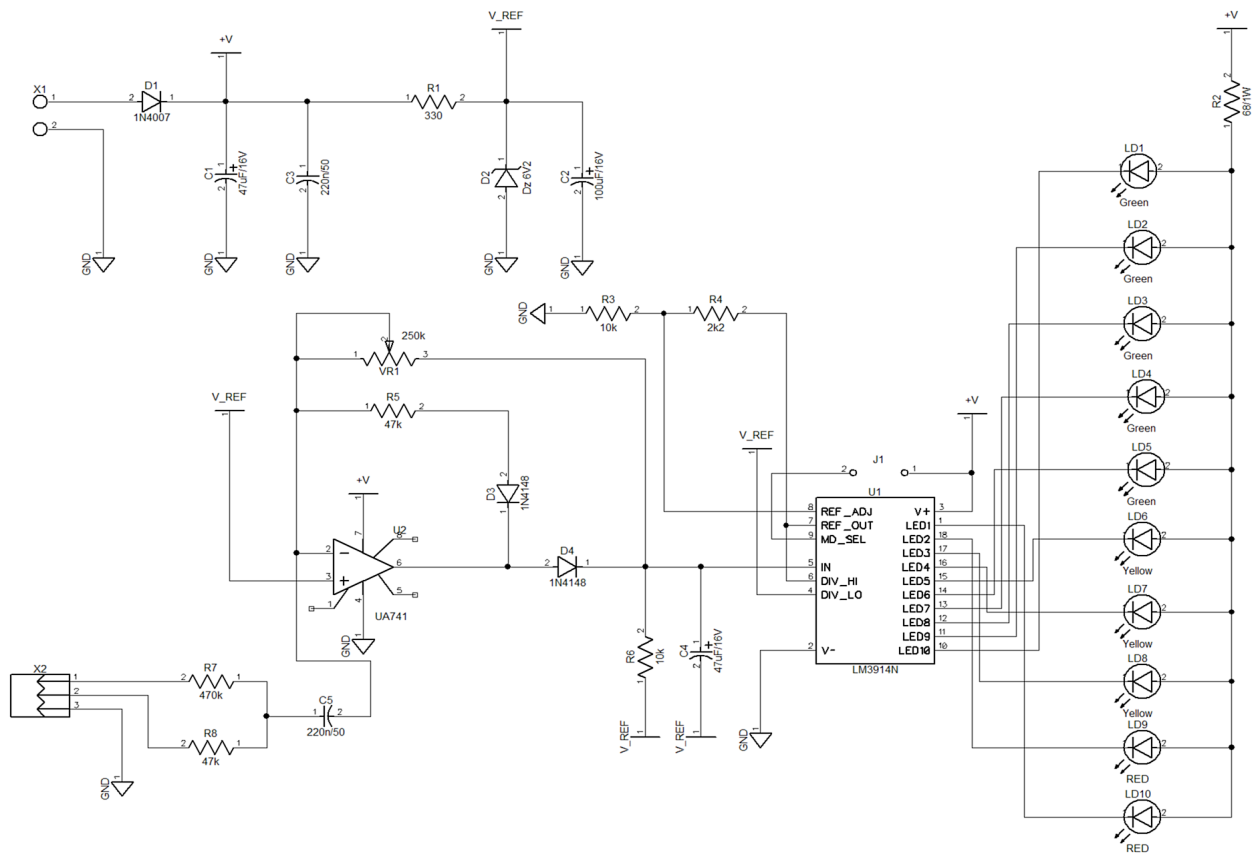 V_REF
1
+V
1
+V
1
X1
1
2
2
D1
1
1N4007
1
R1
2
330
2
R2
68/1W
1
C1
1
2
47uF/16V
C3
1
2
220n/50
D2
1
2
Dz 6V2
C2
1
2
100uF/16V
GND
1
GND
1
GND
1
GND
1
GND
1
LD1
1
2
Green
LD2
1
2
Green
LD3
1
2
Green
LD4
1
2
Green
LD5
1
2
Green
LD6
1
2
Yellow
LD7
1
2
Yellow
LD8
1
2
Yellow
LD9
1
2
RED
LD10
1
2
RED
GND
1
1
R3
2
10k
2
R4
2
2k2
2
250k
1
3
VR1
R5
1
2
47k
V_REF
1
+V
1
2
D3
1N4148
1
U2
7
8
2
6
3
5
1
4
UA741
GND
1
2
D4
1
1N4148
V_REF
1
+V
1
2
J1
1
U1
8
REF_ADJ
V+
3
7
REF_OUT
LED1
1
9
MD_SEL
LED2
18
LED3
17
5
IN
LED4
16
6
DIV_HI
LED5
15
4
DIV_LO
LED6
14
LED7
13
LED8
12
LED9
11
2
V-
LED10
10
LM3914N
GND
1
2
R6
10k
1
V_REF
1
C4
1
2
47uF/16V
V_REF
1
X2
1
2
3
2
R7
1
470k
2
R8
1
47k
C5
1
2
220n/50
GND
1